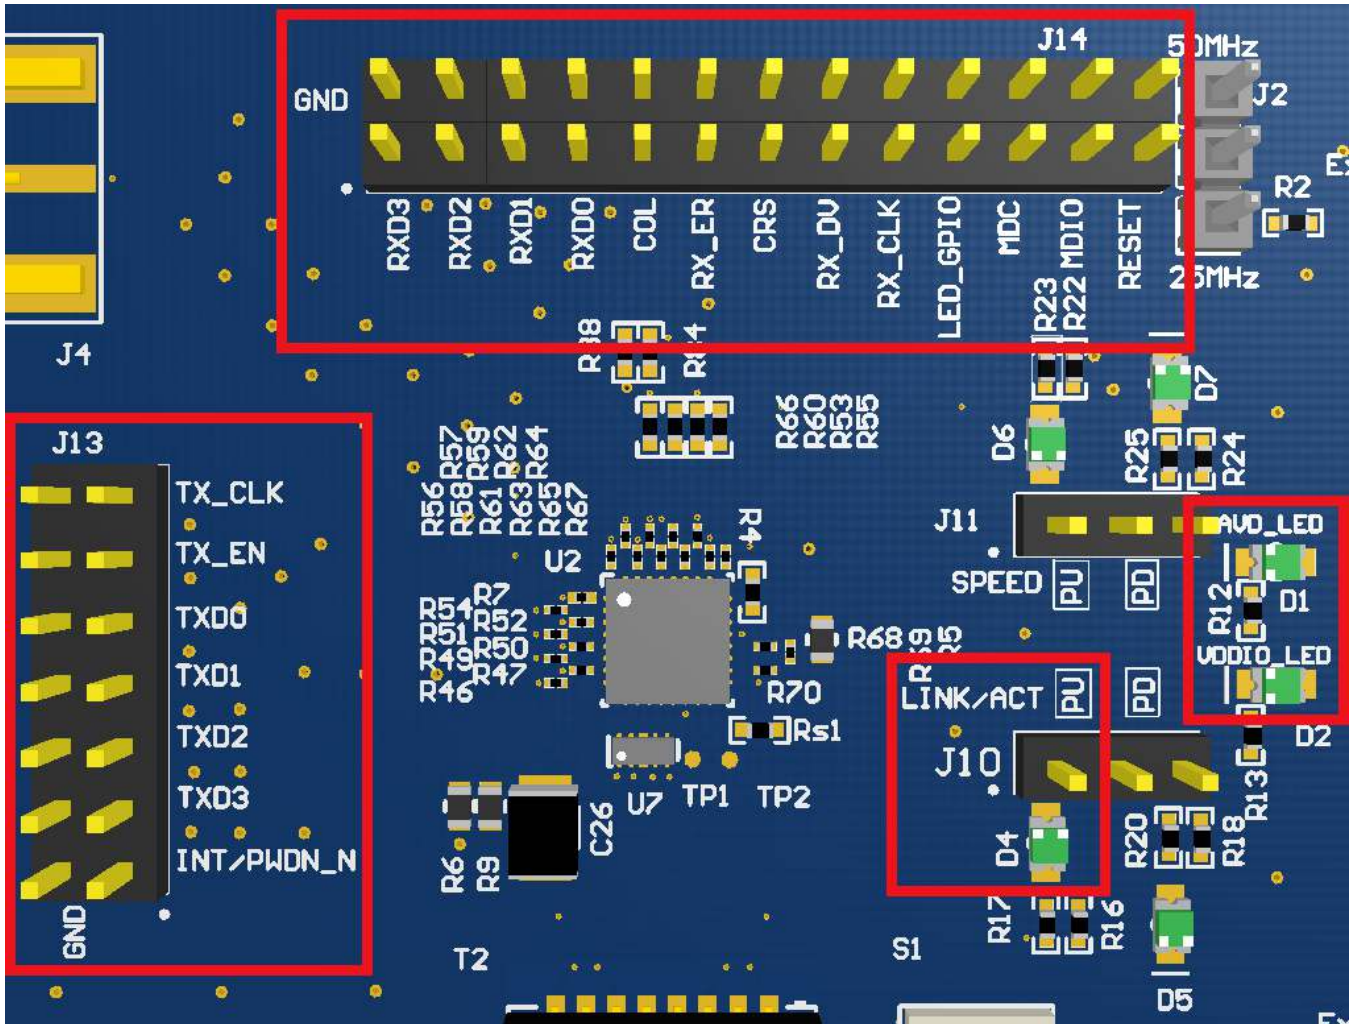 J14
50MHz
GND
J2
Ex
R2
RXD3
RXD2
RXD1
RXD0
COL
RX_ER
CRS
RX_DV
RX_CLK
LED_GPIO
MDC
MDIO
RESET
25MHz
J4
R23
R22
D7
J13
R66
R60
R53
R55
D6
R25
R24
R57
R59
R62
R64
TX_CLK
R56
R58
R61
R63
R65
R67
R4
J11
AVD_LED
TX_EN
U2
SPEED
PU
PD
R12
D1
TXD0
R54
R7
R51
R52
R49
R50
R46
R47
R68
R69
R5
VDDIO_LED
TXD1
R70
LINK/ACT
PU
PD
TXD2
Rs1
D2
J10
R13
TXD3
U7
TP1
TP2
C26
D4
R20
R18
INT/PWDN_N
R6
R9
GND
R17
R16
T2
S1
D5
Ex